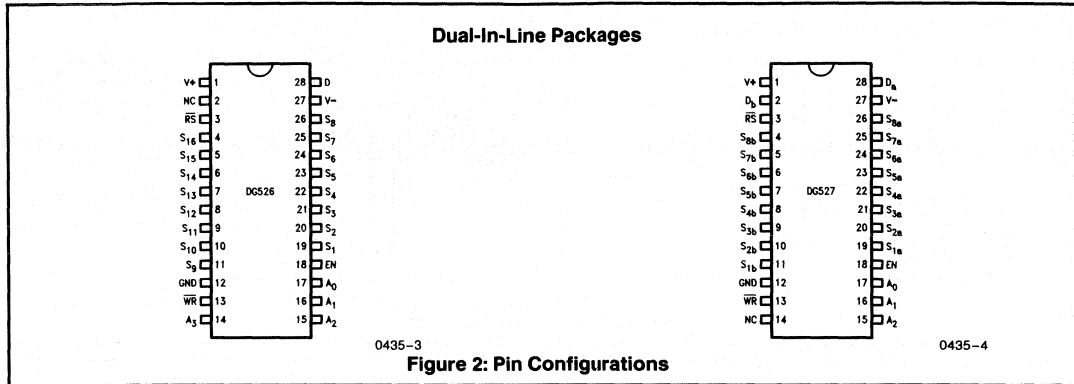 Dual-In-Line Packages
V+ 1 28 D
NC 2 27 V-
R̅S̅ 3 26 S₈
S₁₆ 4 25 S₇
S₁₅ 5 24 S₆
S₁₄ 6 23 S₅
S₁₃ 7 DG526 22 S₄
S₁₂ 8 21 S₃
S₁₁ 9 20 S₂
S₁₀ 10 19 S₁
S₉ 11 18 EN
GND 12 17 A₀
W̅R̅ 13 16 A₁
A₃ 14 15 A₂
0435-3
V+ 1 28 Dₐ
D_b 2 27 V-
R̅S̅ 3 26 S₈ₐ
S₈b 4 25 S₇ₐ
S₇b 5 24 S₆ₐ
S₆b 6 23 S₅ₐ
S₅b 7 DG527 22 S₄ₐ
S₄b 8 21 S₃ₐ
S₃b 9 20 S₂ₐ
S₂b 10 19 S₁ₐ
S₁b 11 18 EN
GND 12 17 A₀
W̅R̅ 13 16 A₁
NC 14 15 A₂
0435-4
Figure 2: Pin Configurations